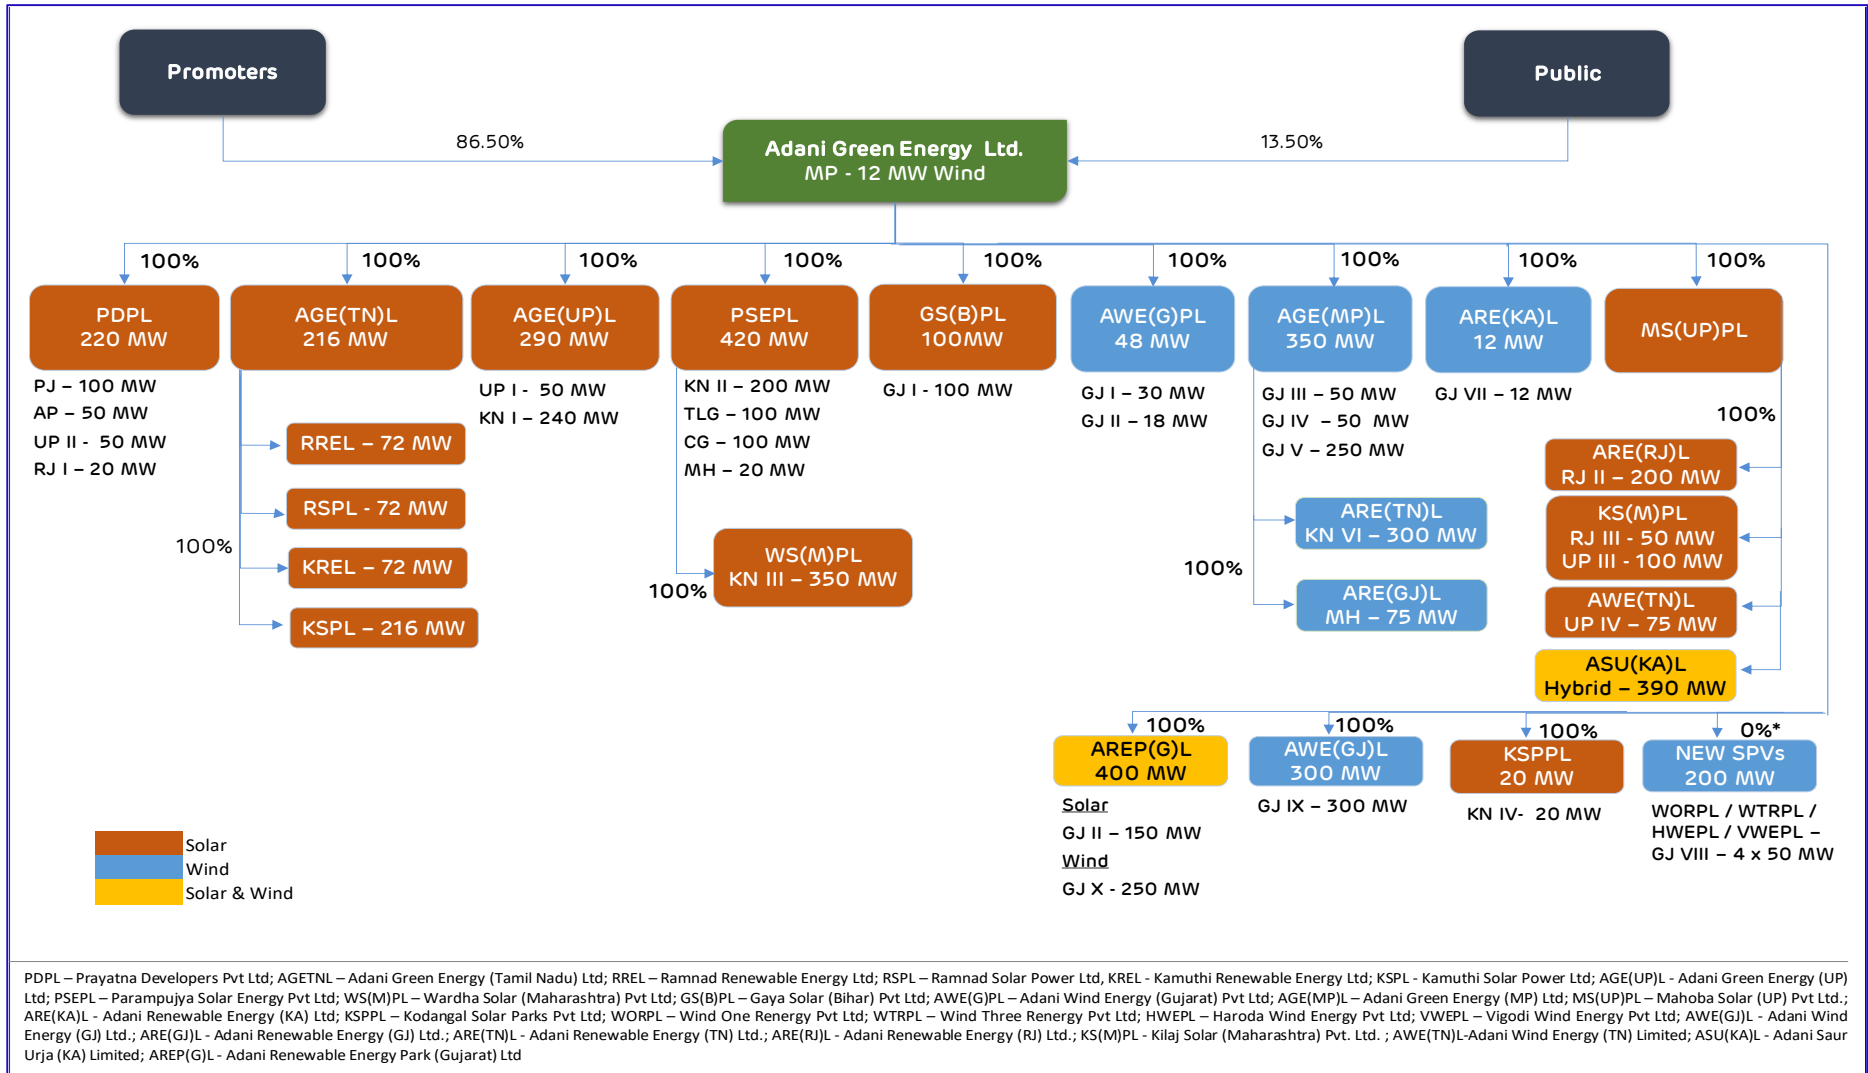 Promoters
Public
86.50%
13.50%
Adani Green Energy Ltd.
MP - 12 MW Wind
100%
100%
100%
100%
100%
100%
100%
100%
100%
PDPL
220 MW
PJ – 100 MW
AP – 50 MW
UP II - 50 MW
RJ I – 20 MW
AGE(TN)L
216 MW
100%
RREL – 72 MW
RSPL - 72 MW
KREL – 72 MW
KSPL – 216 MW
AGE(UP)L
290 MW
UP I - 50 MW
KN I – 240 MW
PSEPL
420 MW
KN II – 200 MW
TLG – 100 MW
CG – 100 MW
MH – 20 MW
100%
WS(M)PL
KN III – 350 MW
GS(B)PL
100MW
GJ I - 100 MW
AWE(G)PL
48 MW
GJ I – 30 MW
GJ II – 18 MW
AGE(MP)L
350 MW
GJ III – 50 MW
GJ IV – 50 MW
GJ V – 250 MW
100%
ARE(TN)L
KN VI – 300 MW
ARE(GJ)L
MH – 75 MW
ARE(KA)L
12 MW
GJ VII – 12 MW
MS(UP)PL
100%
ARE(RJ)L
RJ II – 200 MW
KS(M)PL
RJ III - 50 MW
UP III - 100 MW
AWE(TN)L
UP IV – 75 MW
ASU(KA)L
Hybrid – 390 MW
100%
100%
100%
0%*
AREP(G)L
400 MW
Solar
GJ II – 150 MW
Wind
GJ X - 250 MW
AWE(GJ)L
300 MW
GJ IX – 300 MW
KSPPL
20 MW
KN IV- 20 MW
NEW SPVs
200 MW
WORPL / WTRPL /
HWEPL / VWEPL –
GJ VIII – 4 x 50 MW
Solar
Wind
Solar & Wind
PDPL – Prayatna Developers Pvt Ltd; AGETNL – Adani Green Energy (Tamil Nadu) Ltd; RREL – Ramnad Renewable Energy Ltd; RSPL – Ramnad Solar Power Ltd, KREL - Kamuthi Renewable Energy Ltd; KSPL - Kamuthi Solar Power Ltd; AGE(UP)L - Adani Green Energy (UP)
Ltd; PSEPL – Parampujya Solar Energy Pvt Ltd; WS(M)PL – Wardha Solar (Maharashtra) Pvt Ltd; GS(B)PL – Gaya Solar (Bihar) Pvt Ltd; AWE(G)PL – Adani Wind Energy (Gujarat) Pvt Ltd; AGE(MP)L – Adani Green Energy (MP) Ltd; MS(UP)PL – Mahoba Solar (UP) Pvt Ltd.;
ARE(KA)L - Adani Renewable Energy (KA) Ltd; KSPPL – Kodangal Solar Parks Pvt Ltd; WORPL – Wind One Renergy Pvt Ltd; WTRPL – Wind Three Renergy Pvt Ltd; HWEPL – Haroda Wind Energy Pvt Ltd; VWEPL – Vigodi Wind Energy Pvt Ltd; AWE(GJ)L - Adani Wind
Energy (GJ) Ltd.; ARE(GJ)L - Adani Renewable Energy (GJ) Ltd.; ARE(TN)L - Adani Renewable Energy (TN) Ltd.; ARE(RJ)L - Adani Renewable Energy (RJ) Ltd.; KS(M)PL - Kilaj Solar (Maharashtra) Pvt. Ltd. ; AWE(TN)L-Adani Wind Energy (TN) Limited; ASU(KA)L - Adani Saur
Urja (KA) Limited; AREP(G)L - Adani Renewable Energy Park (Gujarat) Ltd